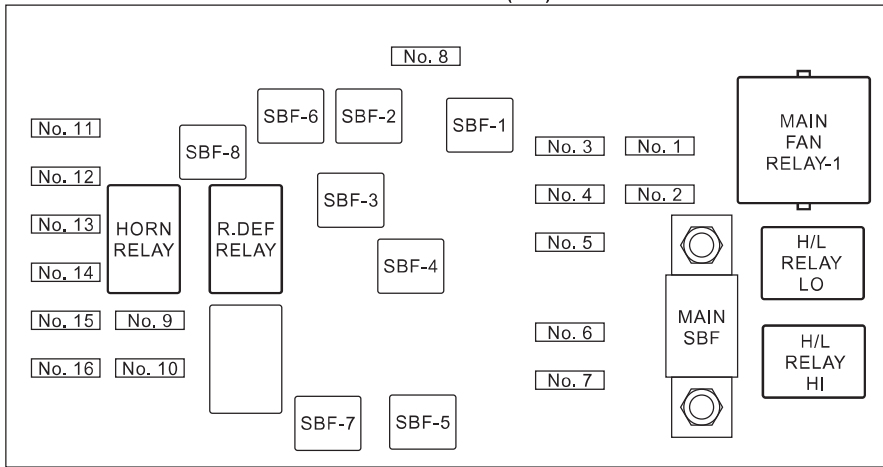 No. 8
SBF-6
SBF-2
SBF-1
No. 11
SBF-8
No. 3
No. 1
MAIN
FAN
RELAY-1
No. 12
SBF-3
No. 4
No. 2
No. 13
HORN
RELAY
R.DEF
RELAY
No. 5
H/L
RELAY
LO
No. 14
SBF-4
No. 15
No. 9
MAIN
SBF
No. 6
H/L
RELAY
HI
No. 16
No. 10
No. 7
SBF-7
SBF-5